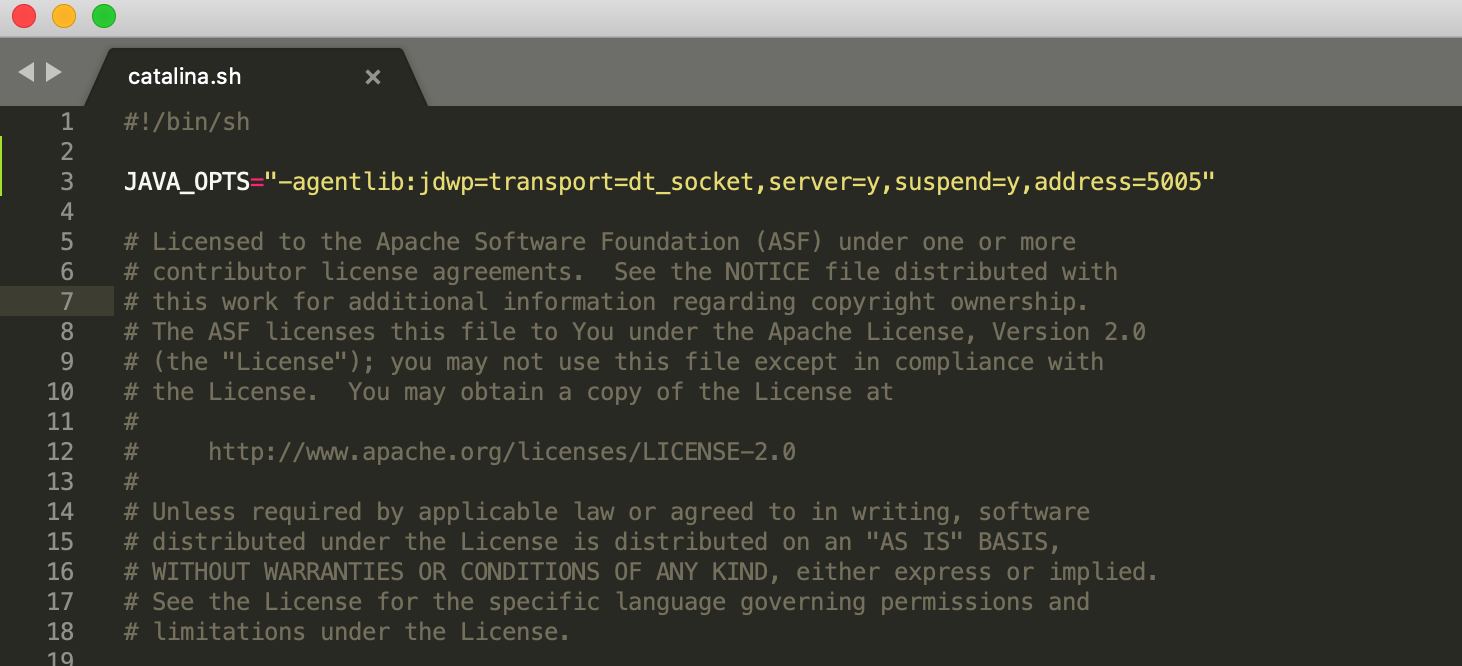 catalina.sh ×
1 #!/bin/sh
2
3 JAVA_OPTS="-agentlib:jdwp=transport=dt_socket,server=y,suspend=y,address=5005"
4
5 # Licensed to the Apache Software Foundation (ASF) under one or more
6 # contributor license agreements.  See the NOTICE file distributed with
7 # this work for additional information regarding copyright ownership.
8 # The ASF licenses this file to You under the Apache License, Version 2.0
9 # (the "License"); you may not use this file except in compliance with
10 # the License.  You may obtain a copy of the License at
11 #
12 #     http://www.apache.org/licenses/LICENSE-2.0
13 #
14 # Unless required by applicable law or agreed to in writing, software
15 # distributed under the License is distributed on an "AS IS" BASIS,
16 # WITHOUT WARRANTIES OR CONDITIONS OF ANY KIND, either express or implied.
17 # See the License for the specific language governing permissions and
18 # limitations under the License.
19